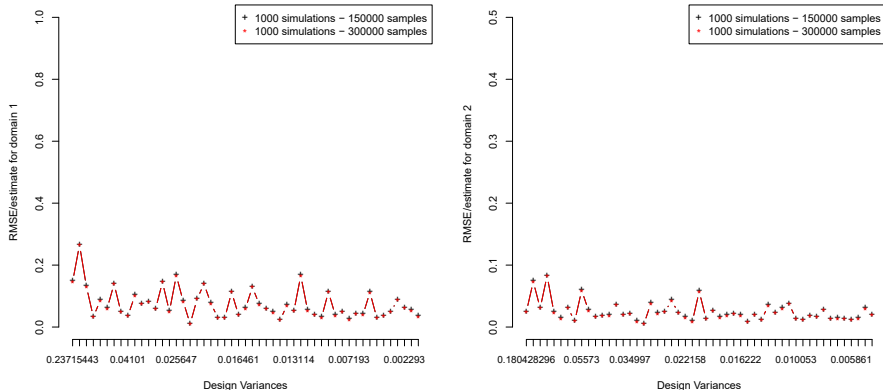 1000 simulations − 150000 samples
1000 simulations − 300000 samples
RMSE/estimate for domain 1
1.0
0.8
0.6
0.4
0.2
0.0
0.23715443 0.04101 0.025647 0.016461 0.013114 0.007193 0.002293
Design Variances
1000 simulations − 150000 samples
1000 simulations − 300000 samples
RMSE/estimate for domain 2
0.5
0.4
0.3
0.2
0.1
0.0
0.180428296 0.05573 0.034997 0.022158 0.016222 0.010053 0.005861
Design Variances